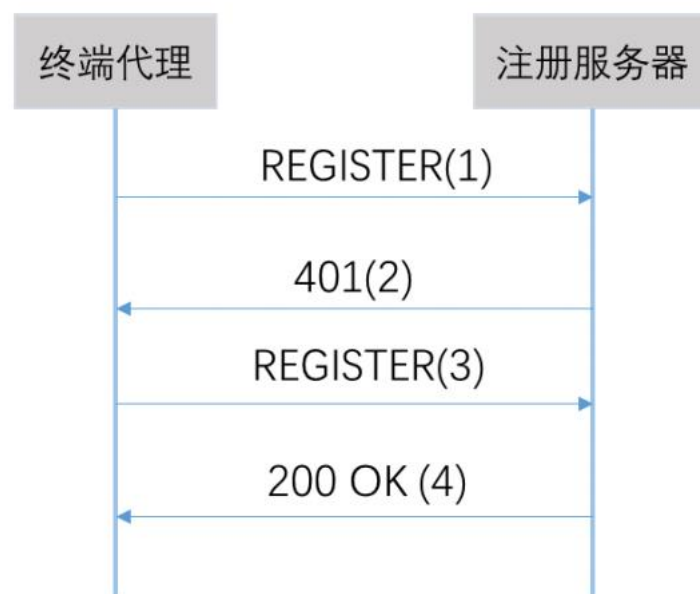 终端代理
注册服务器
REGISTER(1)
401(2)
REGISTER(3)
200 OK (4)